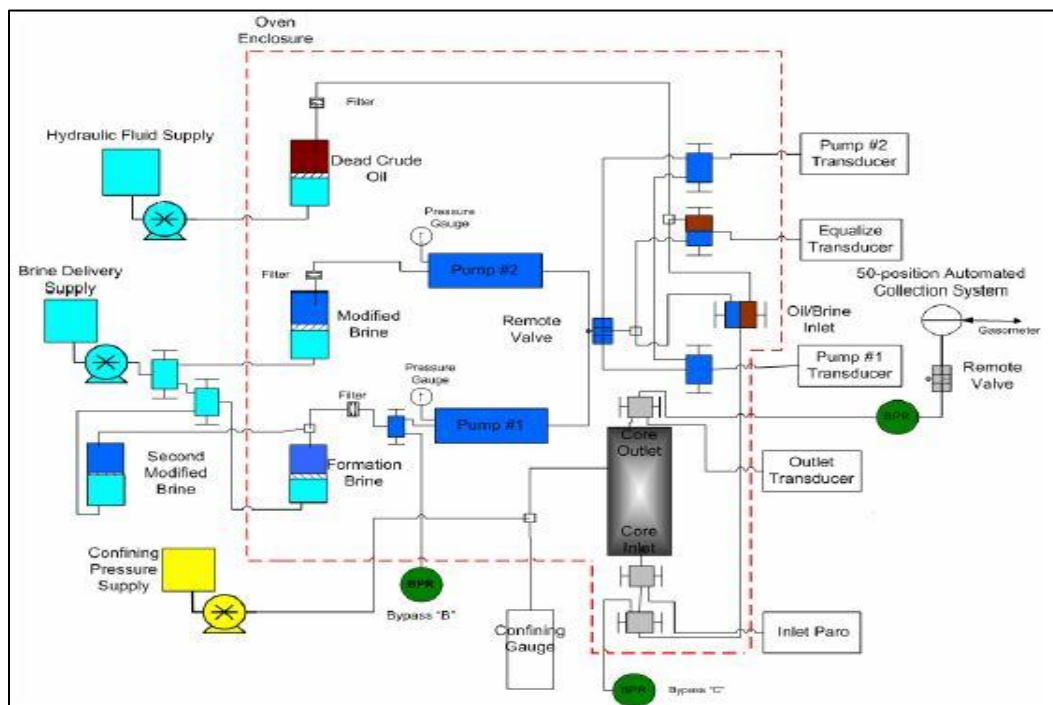 Oven
Enclosure
Filter
Hydraulic Fluid Supply
Dead Crude
Oil
Pump #2
Transducer
Pressure
Gauge
Equalize
Transducer
Brine Delivery
Supply
Filter
Pump #2
50-position Automated
Collection System
Modified
Brine
Remote
Valve
Oil/Brine
Inlet
Gasometer
Pressure
Gauge
Pump #1
Transducer
Remote
Valve
Filter
Pump #1
BPR
Core
Outlet
Second
Modified
Brine
Formation
Brine
Outlet
Transducer
Core
Inlet
Confining
Pressure
Supply
BPR
Bypass "B"
Confining
Gauge
Inlet Paro
BPR
Bypass "C"